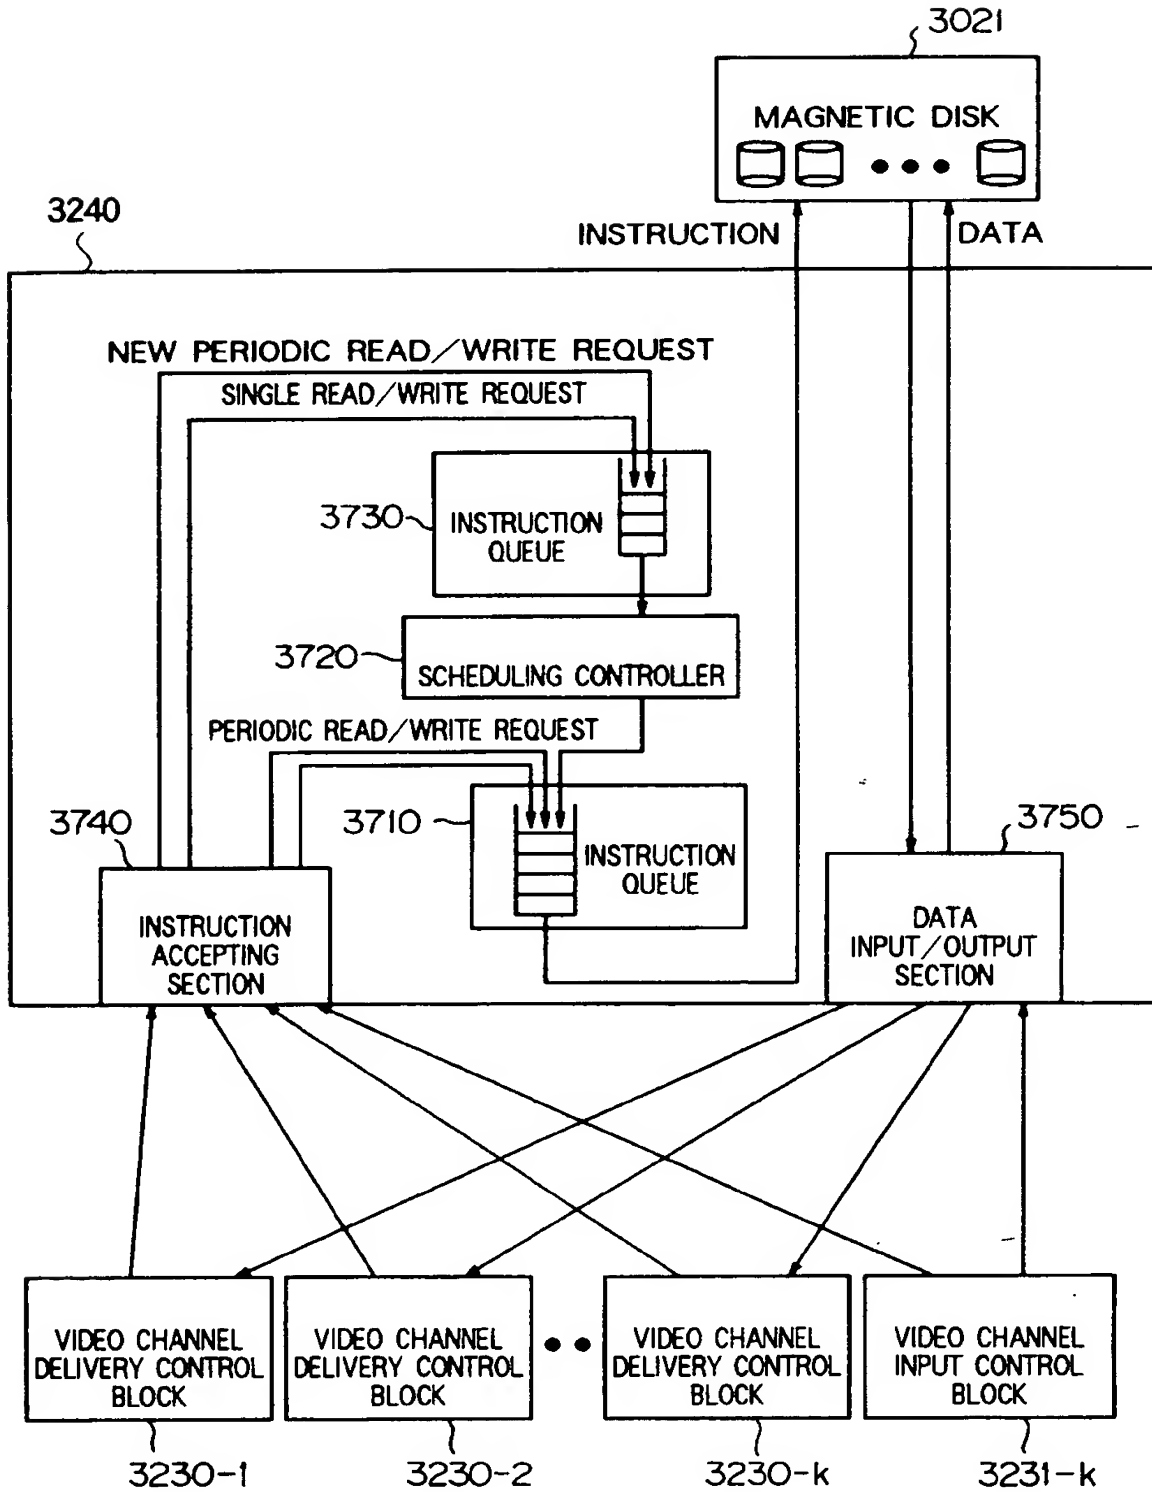 3021
MAGNETIC DISK
3240
INSTRUCTION
DATA
NEW PERIODIC READ/WRITE REQUEST
SINGLE READ/WRITE REQUEST
3730
INSTRUCTION
QUEUE
3720
SCHEDULING CONTROLLER
PERIODIC READ/WRITE REQUEST
3740
3710
3750
INSTRUCTION
QUEUE
INSTRUCTION
ACCEPTING
SECTION
DATA
INPUT/OUTPUT
SECTION
VIDEO CHANNEL
DELIVERY CONTROL
BLOCK
VIDEO CHANNEL
DELIVERY CONTROL
BLOCK
VIDEO CHANNEL
DELIVERY CONTROL
BLOCK
VIDEO CHANNEL
INPUT CONTROL
BLOCK
3230-1
3230-2
3230-k
3231-k